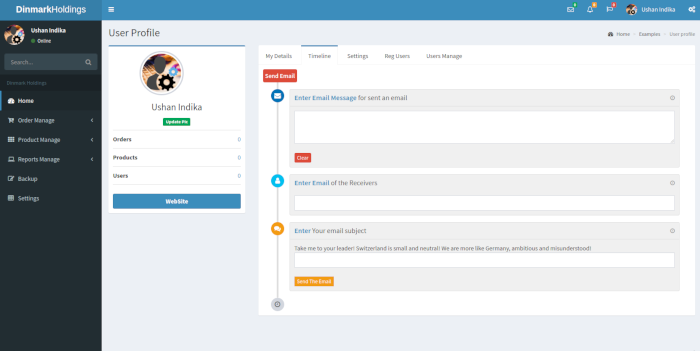 DinmarkHoldings
Ushan Indika
Online
Search...
Dinmark Holdings
Home
Order Manage
Product Manage
Reports Manage
Backup
Settings
Ushan Indika
User Profile
Home
Examples
User profile
Ushan Indika
Update Pic
Orders 0
Products 0
Users 0
WebSite
My Details Timeline Settings Reg Users Users Manage
Send Email
Enter Email Message for sent an email
Clear
Enter Email of the Receivers
Enter Your email subject
Take me to your leader! Switzerland is small and neutral! We are more like Germany, ambitious and misunderstood!
Send The Email